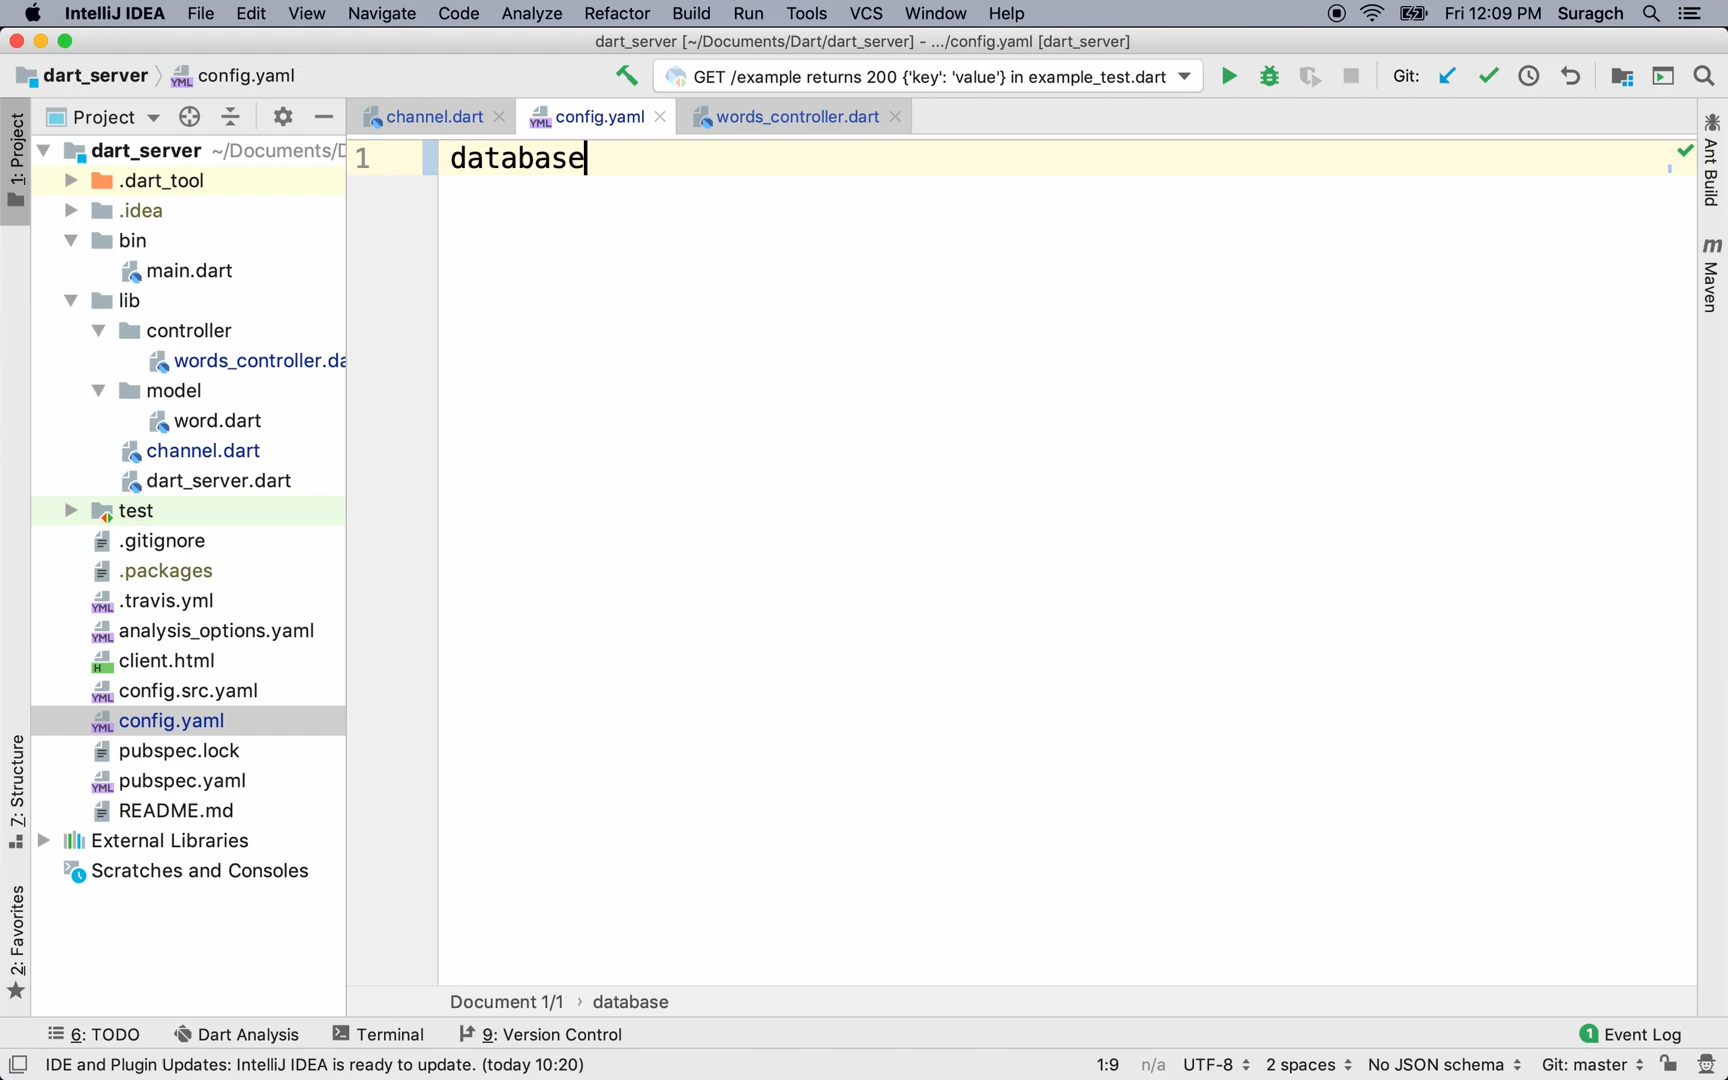 IntelliJ IDEA File Edit View Navigate Code Analyze Refactor Build Run Tools VCS Window Help Fri 12:09 PM Suragch
dart_server [~/Documents/Dart/dart_server] - .../config.yaml [dart_server]
dart_server config.yaml GET /example returns 200 {'key': 'value'} in example_test.dart Git:
Project channel.dart config.yaml words_controller.dart
1: Project
dart_server ~/Documents/D
1 database
.dart_tool
.idea
bin
main.dart
lib
controller
words_controller.da
model
word.dart
channel.dart
dart_server.dart
test
.gitignore
.packages
.travis.yml
analysis_options.yaml
client.html
config.src.yaml
config.yaml
pubspec.lock
pubspec.yaml
README.md
External Libraries
Scratches and Consoles
Z: Structure
2: Favorites
Ant Build
m Maven
Document 1/1 › database
6: TODO Dart Analysis Terminal 9: Version Control 1 Event Log
IDE and Plugin Updates: IntelliJ IDEA is ready to update. (today 10:20) 1:9 n/a UTF-8 2 spaces No JSON schema Git: master